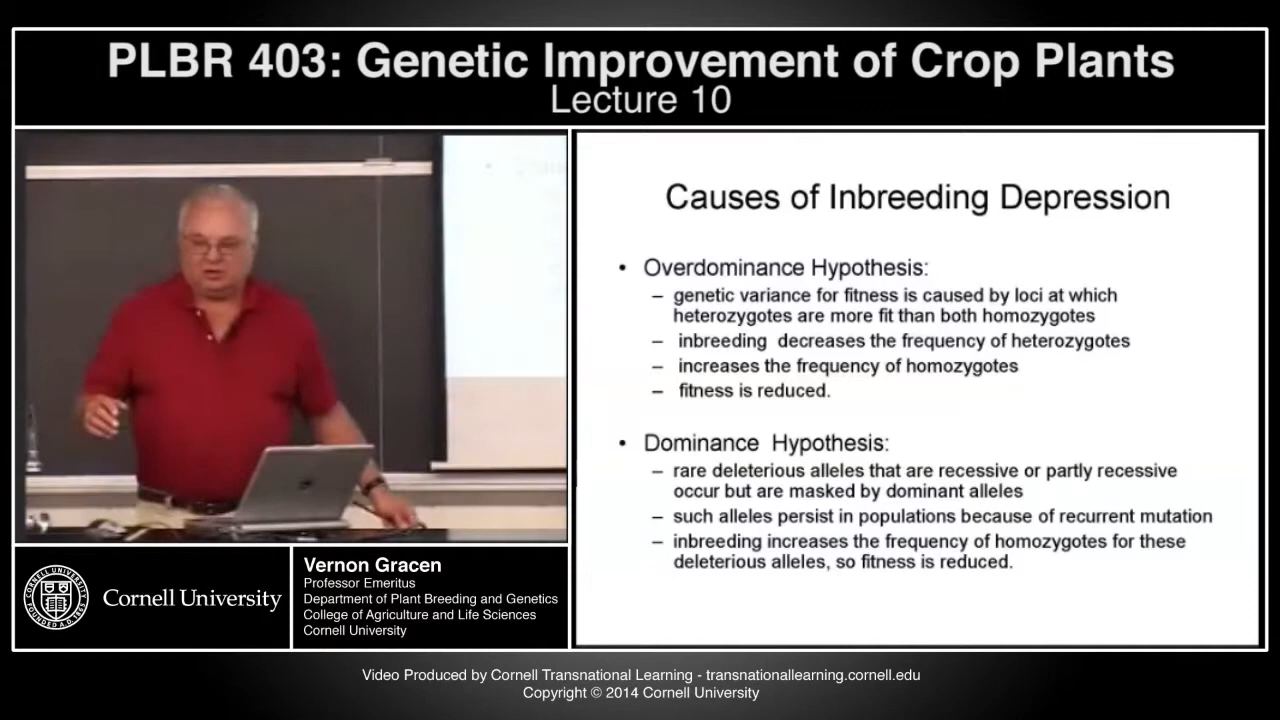 PLBR 403: Genetic Improvement of Crop Plants
Lecture 10
Causes of Inbreeding Depression
• Overdominance Hypothesis:
– genetic variance for fitness is caused by loci at which
heterozygotes are more fit than both homozygotes
– inbreeding decreases the frequency of heterozygotes
– increases the frequency of homozygotes
– fitness is reduced.
• Dominance Hypothesis:
– rare deleterious alleles that are recessive or partly recessive
occur but are masked by dominant alleles
– such alleles persist in populations because of recurrent mutation
– inbreeding increases the frequency of homozygotes for these
deleterious alleles, so fitness is reduced.
Cornell University
Vernon Gracen
Professor Emeritus
Department of Plant Breeding and Genetics
College of Agriculture and Life Sciences
Cornell University
Video Produced by Cornell Transnational Learning - transnationallearning.cornell.edu
Copyright © 2014 Cornell University